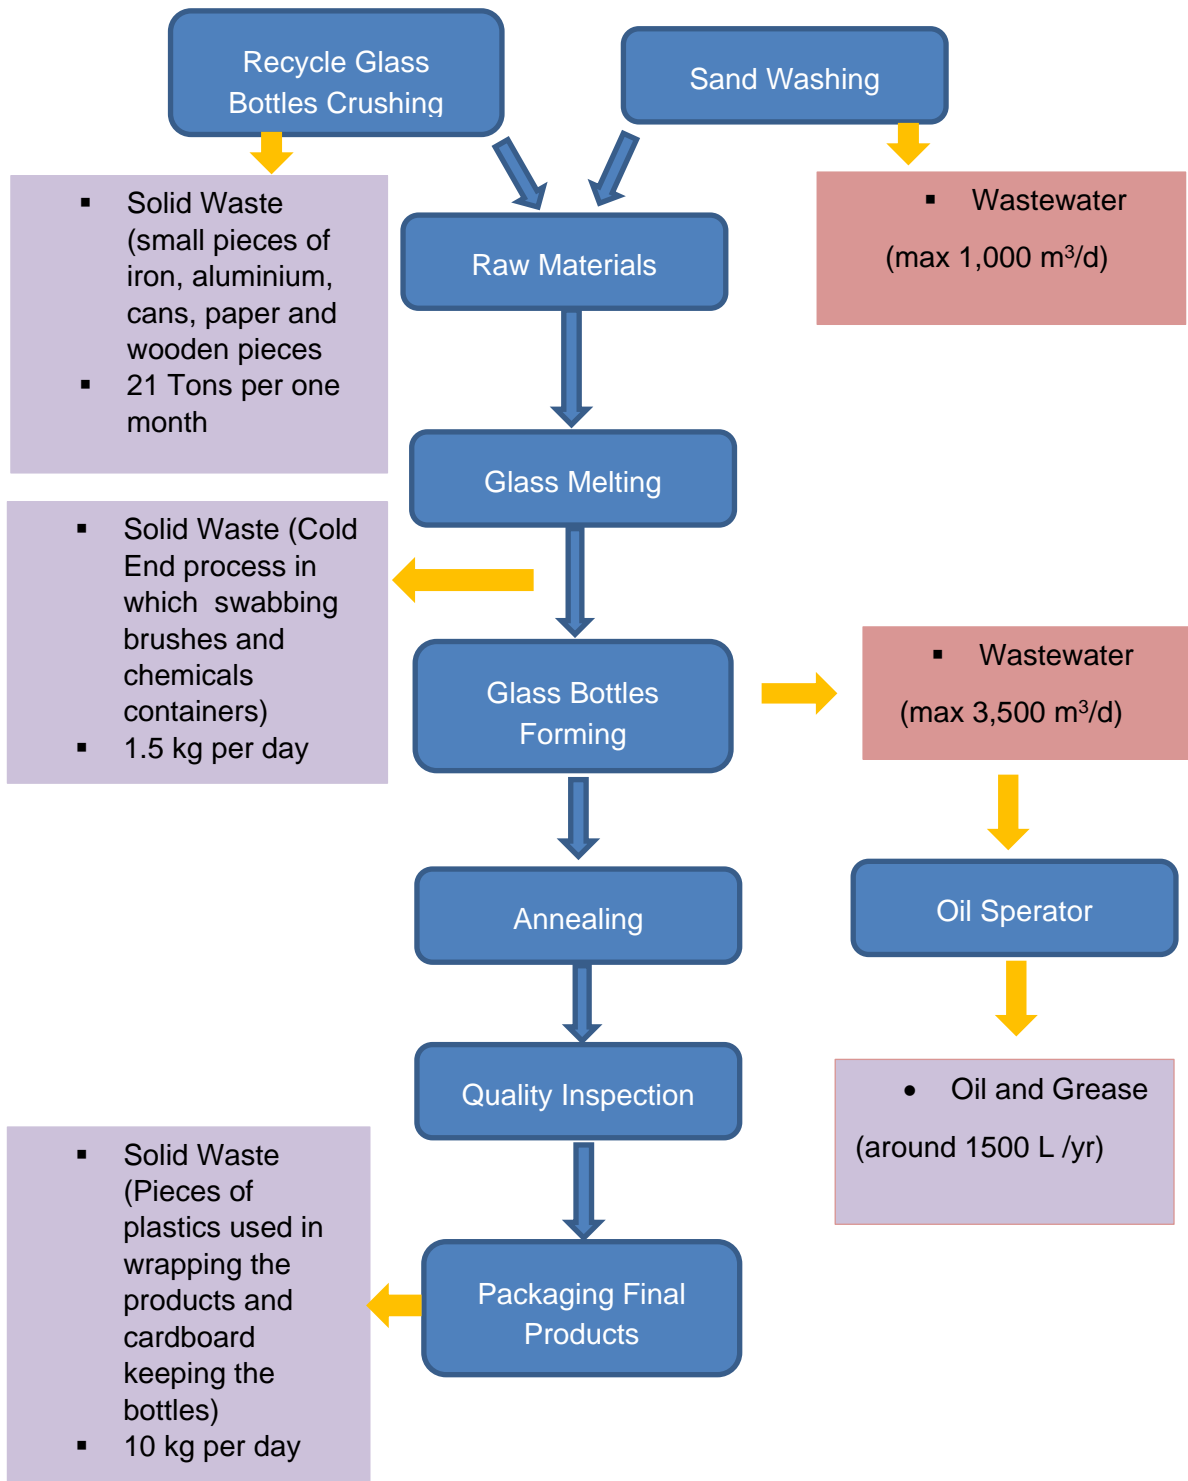 Recycle Glass
Bottles Crushing
Sand Washing
▪ Solid Waste
(small pieces of
iron, aluminium,
cans, paper and
wooden pieces
▪ 21 Tons per one
month
Raw Materials
▪ Wastewater
(max 1,000 m³/d)
Glass Melting
▪ Solid Waste (Cold
End process in
which swabbing
brushes and
chemicals
containers)
▪ 1.5 kg per day
Glass Bottles
Forming
▪ Wastewater
(max 3,500 m³/d)
Annealing
Oil Sperator
Quality Inspection
• Oil and Grease
(around 1500 L /yr)
▪ Solid Waste
(Pieces of
plastics used in
wrapping the
products and
cardboard
keeping the
bottles)
▪ 10 kg per day
Packaging Final
Products